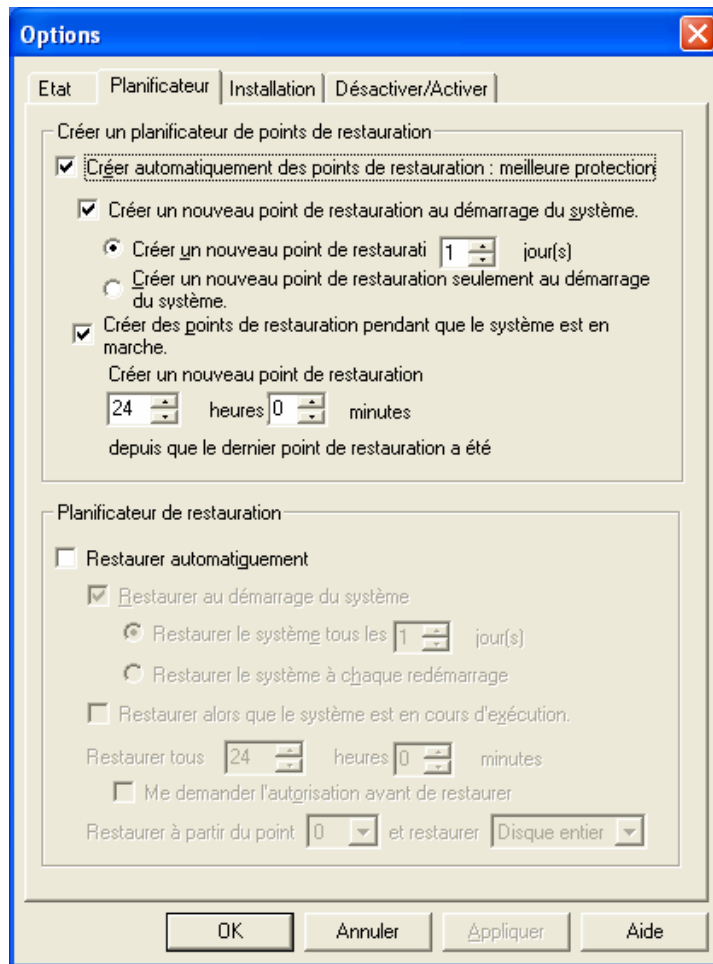 Options
Etat Planificateur Installation Désactiver/Activer
Créer un planificateur de points de restauration
Créer automatiquement des points de restauration : meilleure protection
Créer un nouveau point de restauration au démarrage du système.
Créer un nouveau point de restaurati 1 jour(s)
Créer un nouveau point de restauration seulement au démarrage
du système.
Créer des points de restauration pendant que le système est en
marche.
Créer un nouveau point de restauration
24 heures 0 minutes
depuis que le dernier point de restauration a été
Planificateur de restauration
Restaurer automatiquement
Restaurer au démarrage du système
Restaurer le système tous les 1 jour(s)
Restaurer le système à chaque redémarrage
Restaurer alors que le système est en cours d'exécution.
Restaurer tous 24 heures 0 minutes
Me demander l'autorisation avant de restaurer
Restaurer à partir du point 0 et restaurer Disque entier
OK Annuler Appliquer Aide